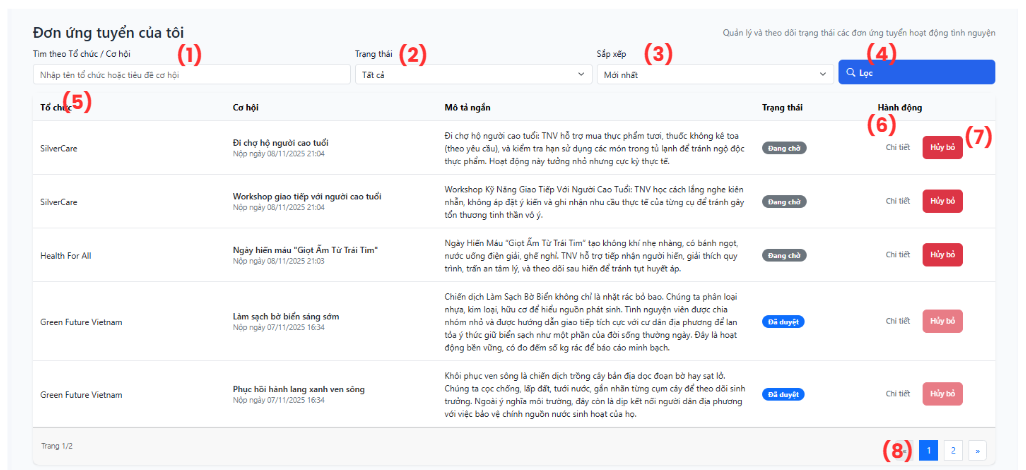 Đơn ứng tuyển của tôi
Quản lý và theo dõi trạng thái các đơn ứng tuyển hoạt động tình nguyện
Tìm theo Tổ chức / Cơ hội (1)
Trạng thái (2)
Sắp xếp (3)
(4)
Nhập tên tổ chức hoặc tiêu đề cơ hội
Tất cả
Mới nhất
Lọc
Tổ chức (5)
Cơ hội
Mô tả ngắn
Trạng thái
Hành động
(6)
(7)
SilverCare
Đi chợ hộ người cao tuổi
Nộp ngày 08/11/2025 21:04
Đi chợ hộ người cao tuổi: TNV hỗ trợ mua thực phẩm tươi, thuốc không kê toa
(theo yêu cầu), và kiểm tra hạn sử dụng các món trong tủ lạnh để tránh ngộ độc
thực phẩm. Hoạt động này tưởng nhỏ nhưng cực kỳ thực tế.
Đang chờ
Chi tiết
Hủy bỏ
SilverCare
Workshop giao tiếp với người cao tuổi
Nộp ngày 08/11/2025 21:04
Workshop Kỹ Năng Giao Tiếp Với Người Cao Tuổi: TNV học cách lắng nghe kiên
nhẫn, không áp đặt ý kiến và ghi nhận nhu cầu thực tế của từng cụ để tránh gây
tổn thương tinh thần vô ý.
Đang chờ
Chi tiết
Hủy bỏ
Health For All
Ngày hiến máu "Giọt Ấm Từ Trái Tim"
Nộp ngày 08/11/2025 21:03
Ngày Hiến Máu “Giọt Ấm Từ Trái Tim” tạo không khí nhẹ nhàng, có bánh ngọt,
nước uống điện giải, ghế nghỉ. TNV hỗ trợ tiếp nhận người hiến, giải thích quy
trình, trấn an tâm lý, và theo dõi sau hiến để tránh tụt huyết áp.
Đang chờ
Chi tiết
Hủy bỏ
Green Future Vietnam
Làm sạch bờ biển sáng sớm
Nộp ngày 07/11/2025 16:34
Chiến dịch Làm Sạch Bờ Biển không chỉ là nhặt rác bỏ bao. Chúng ta phân loại
nhựa, kim loại, hữu cơ để hiểu nguồn phát sinh. Tình nguyện viên được chia
nhóm nhỏ và được hướng dẫn giao tiếp tích cực với cư dân địa phương để lan
tỏa ý thức giữ biển sạch như một phần của đời sống thường ngày. Đây là hoạt
động bền vững, có đo đếm số kg rác để báo cáo minh bạch.
Đã duyệt
Chi tiết
Hủy bỏ
Green Future Vietnam
Phục hồi hành lang xanh ven sông
Nộp ngày 07/11/2025 16:34
Khôi phục ven sông là chiến dịch trồng cây bản địa dọc đoạn bờ hay sạt lở.
Chúng ta cọc chống, lấp đất, tưới nước, gắn nhãn từng cụm cây để theo dõi sinh
trưởng. Ngoài ý nghĩa môi trường, đây còn là dịp kết nối người dân địa phương
với việc bảo vệ chính nguồn nước sinh hoạt của họ.
Đã duyệt
Chi tiết
Hủy bỏ
Trang 1/2
(8) « 1 2 »